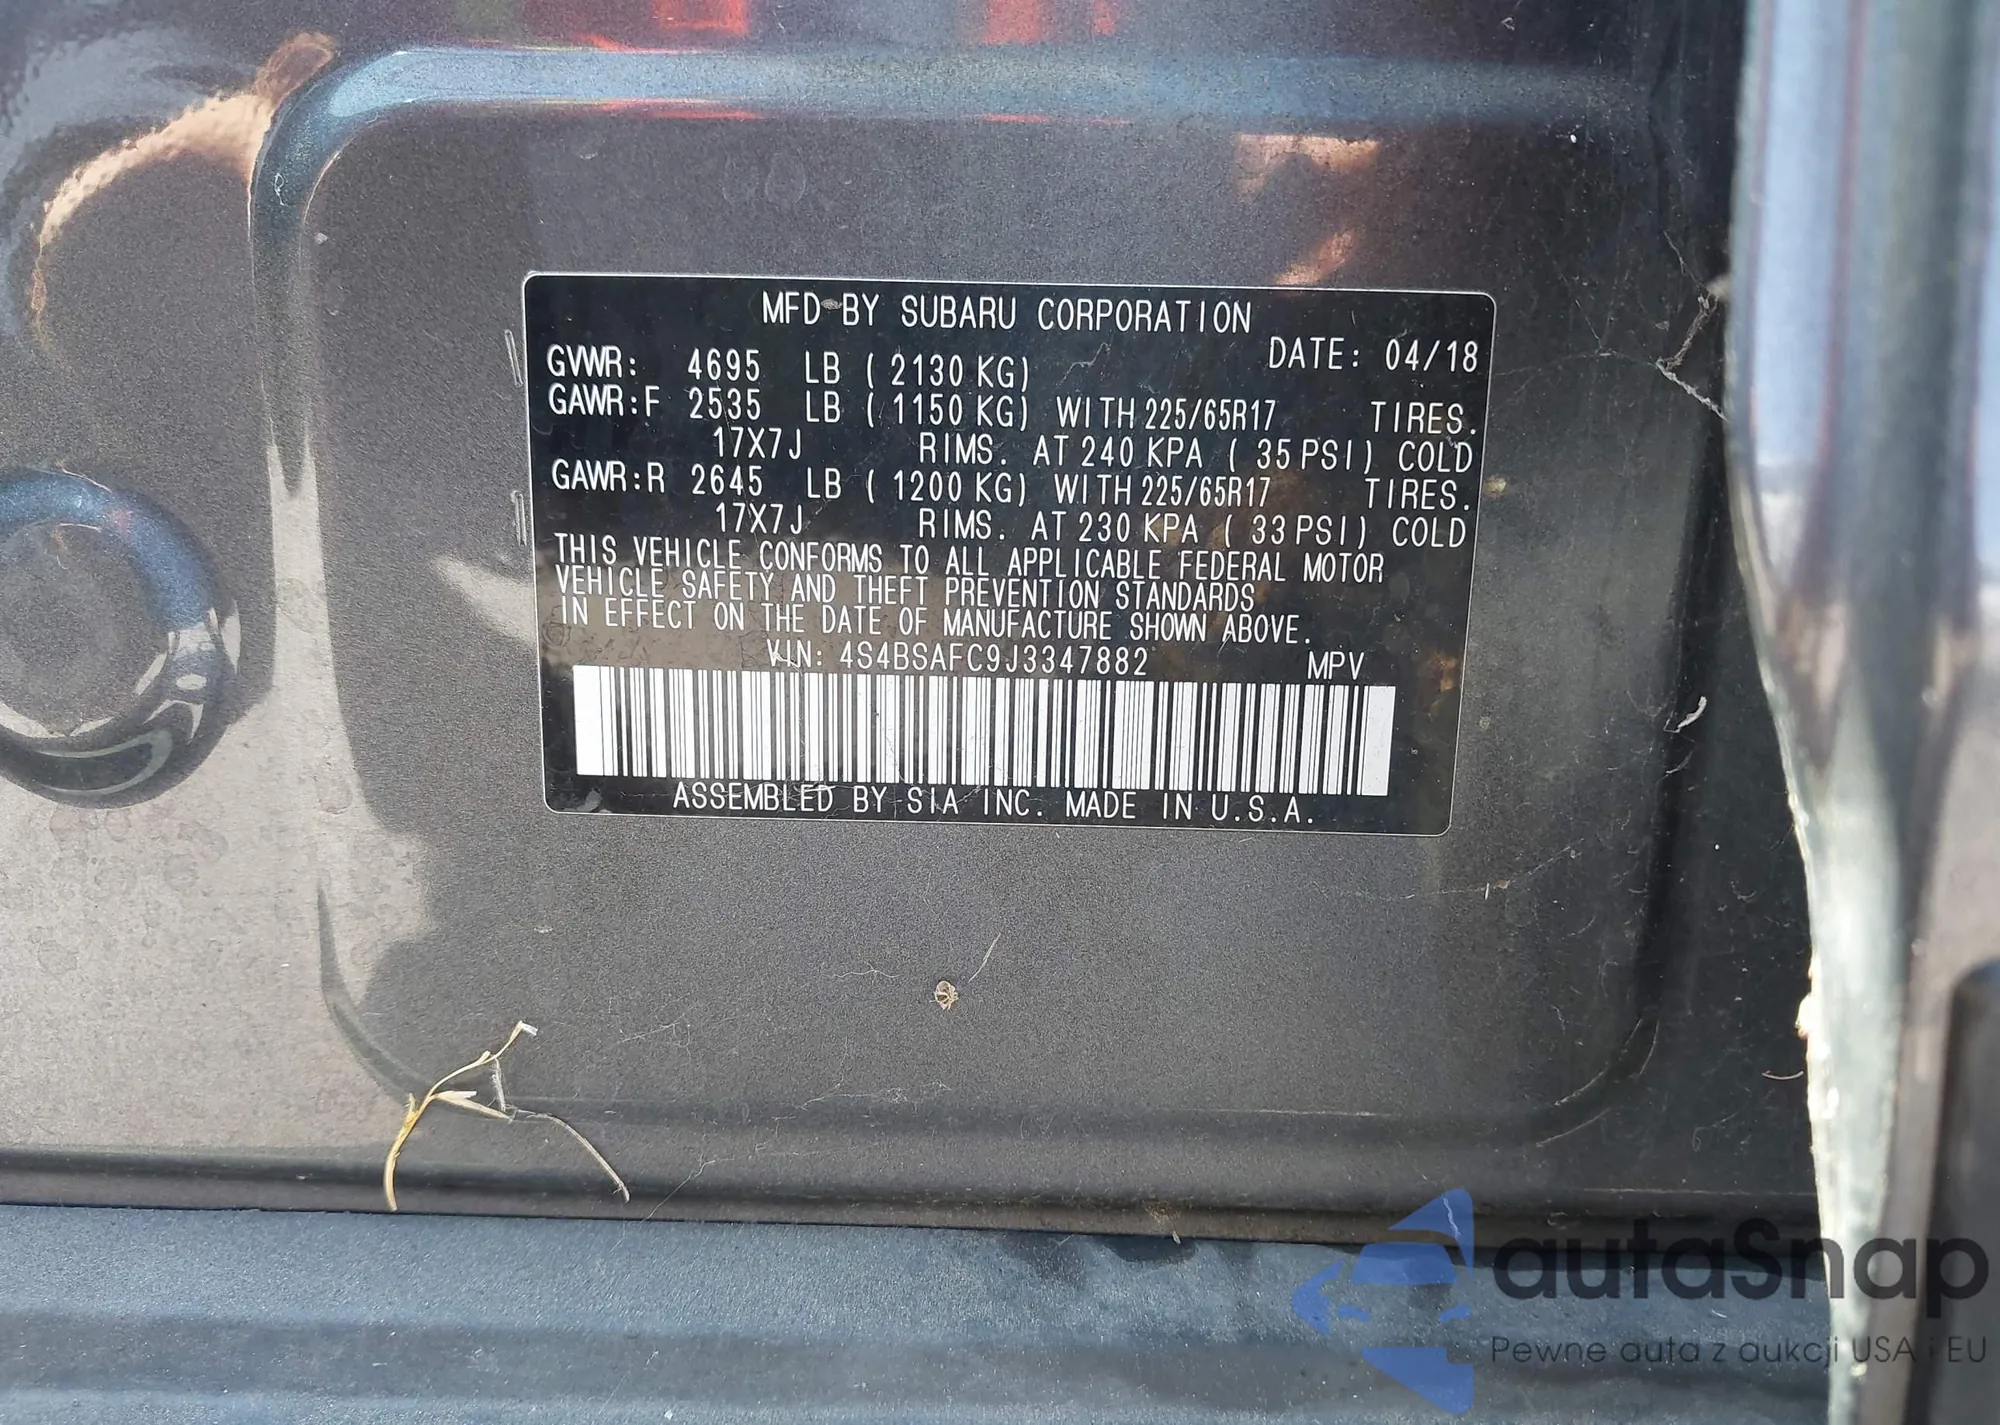 MFD BY SUBARU CORPORATION
GVWR: 4695 LB ( 2130 KG) DATE: 04/18
GAWR:F 2535 LB ( 1150 KG) WITH 225/65R17 TIRES.
17X7J RIMS. AT 240 KPA ( 35 PSI) COLD
GAWR:R 2645 LB ( 1200 KG) WITH 225/65R17 TIRES.
17X7J RIMS. AT 230 KPA ( 33 PSI) COLD
THIS VEHICLE CONFORMS TO ALL APPLICABLE FEDERAL MOTOR
VEHICLE SAFETY AND THEFT PREVENTION STANDARDS
IN EFFECT ON THE DATE OF MANUFACTURE SHOWN ABOVE.
VIN: 4S4BSAFC9J3347882 MPV
ASSEMBLED BY SIA INC. MADE IN U.S.A.
autaSnap
Pewne auta z aukcji USA i EU